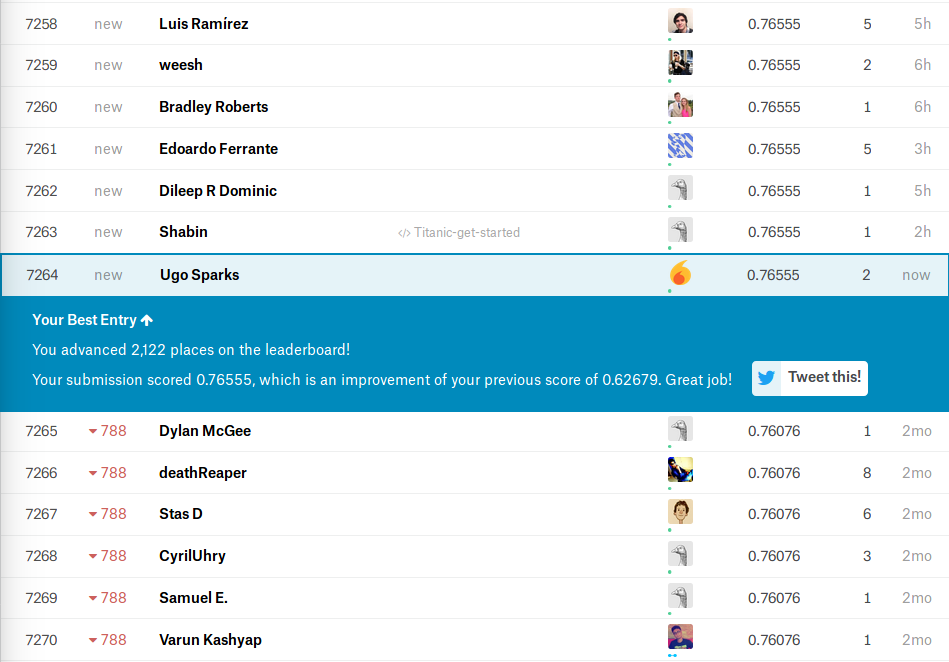 7258 new Luis Ramírez 0.76555 5 5h
7259 new weesh 0.76555 2 6h
7260 new Bradley Roberts 0.76555 1 6h
7261 new Edoardo Ferrante 0.76555 5 3h
7262 new Dileep R Dominic 0.76555 1 5h
7263 new Shabin </> Titanic-get-started 0.76555 1 2h
7264 new Ugo Sparks 0.76555 2 now
Your Best Entry ↑
You advanced 2,122 places on the leaderboard!
Your submission scored 0.76555, which is an improvement of your previous score of 0.62679. Great job! Tweet this!
7265 788 Dylan McGee 0.76076 1 2mo
7266 788 deathReaper 0.76076 8 2mo
7267 788 Stas D 0.76076 6 2mo
7268 788 CyrilUhry 0.76076 3 2mo
7269 788 Samuel E. 0.76076 1 2mo
7270 788 Varun Kashyap 0.76076 1 2mo